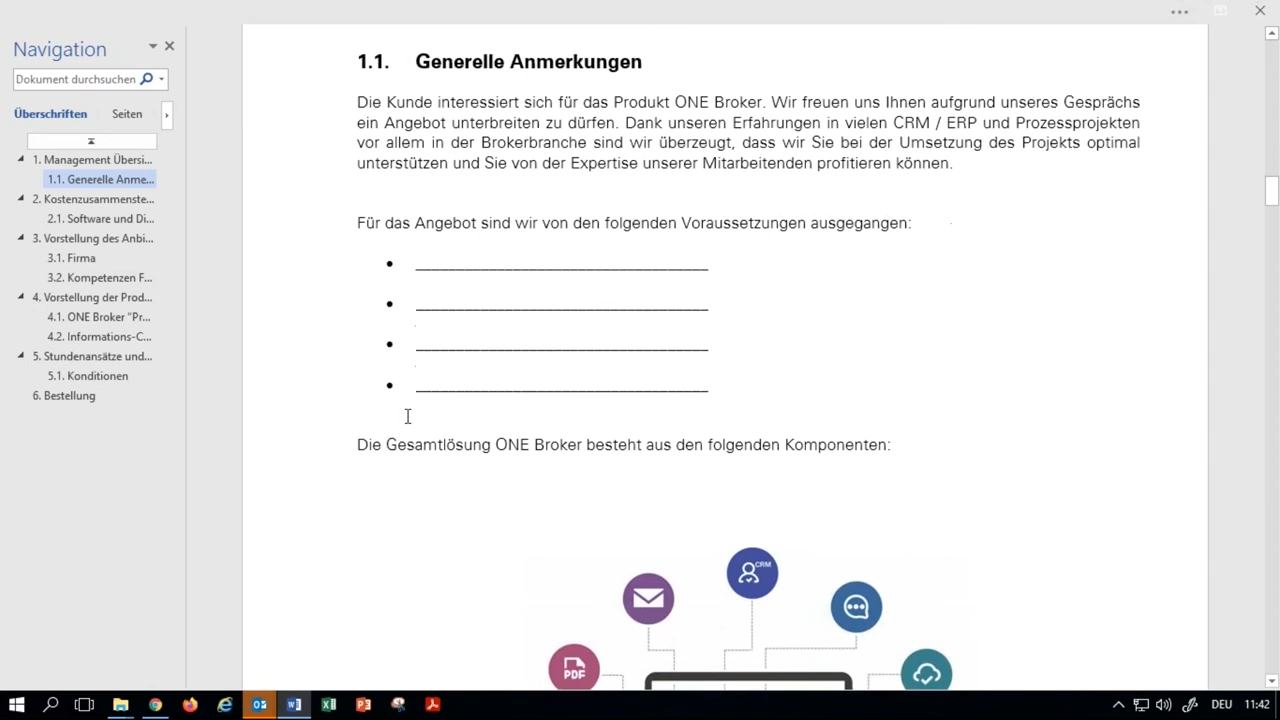 Navigation
Dokument durchsuchen
Überschriften Seiten
1. Management Übersi...
1.1. Generelle Anme...
2. Kostenzusammenste...
2.1. Software und Di...
3. Vorstellung des Anbi...
3.1. Firma
3.2. Kompetenzen F...
4. Vorstellung der Prod...
4.1. ONE Broker "Pr...
4.2. Informations-C...
5. Stundenansätze und...
5.1. Konditionen
6. Bestellung
1.1. Generelle Anmerkungen
Die Kunde interessiert sich für das Produkt ONE Broker. Wir freuen uns Ihnen aufgrund unseres Gesprächs
ein Angebot unterbreiten zu dürfen. Dank unseren Erfahrungen in vielen CRM / ERP und Prozessprojekten
vor allem in der Brokerbranche sind wir überzeugt, dass wir Sie bei der Umsetzung des Projekts optimal
unterstützen und Sie von der Expertise unserer Mitarbeitenden profitieren können.
Für das Angebot sind wir von den folgenden Voraussetzungen ausgegangen:
Die Gesamtlösung ONE Broker besteht aus den folgenden Komponenten:
CRM
PDF
DEU 11:42